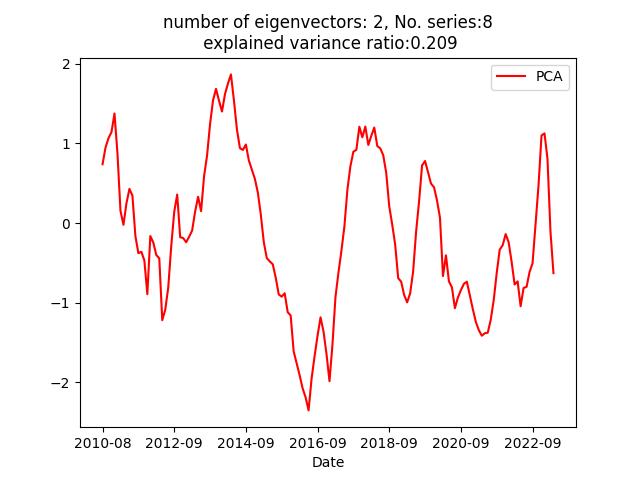 number of eigenvectors: 2, No. series:8
explained variance ratio:0.209
PCA
2
1
0
−1
−2
2010-08 2012-09 2014-09 2016-09 2018-09 2020-09 2022-09
Date